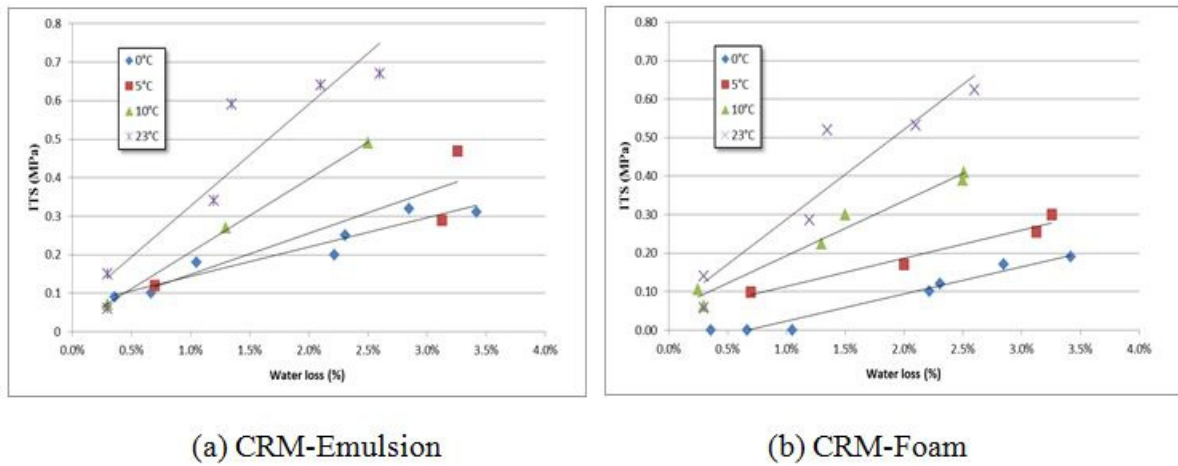 0.8
0.7
0.6
0.5
0.4
0.3
0.2
0.1
0
ITS (MPa)
0°C
5°C
10°C
23°C
0.0% 0.5% 1.0% 1.5% 2.0% 2.5% 3.0% 3.5% 4.0%
Water loss (%)
(a) CRM-Emulsion
0.80
0.70
0.60
0.50
0.40
0.30
0.20
0.10
0.00
ITS (MPa)
0°C
5°C
10°C
23°C
0.0% 0.5% 1.0% 1.5% 2.0% 2.5% 3.0% 3.5% 4.0%
Water loss (%)
(b) CRM-Foam